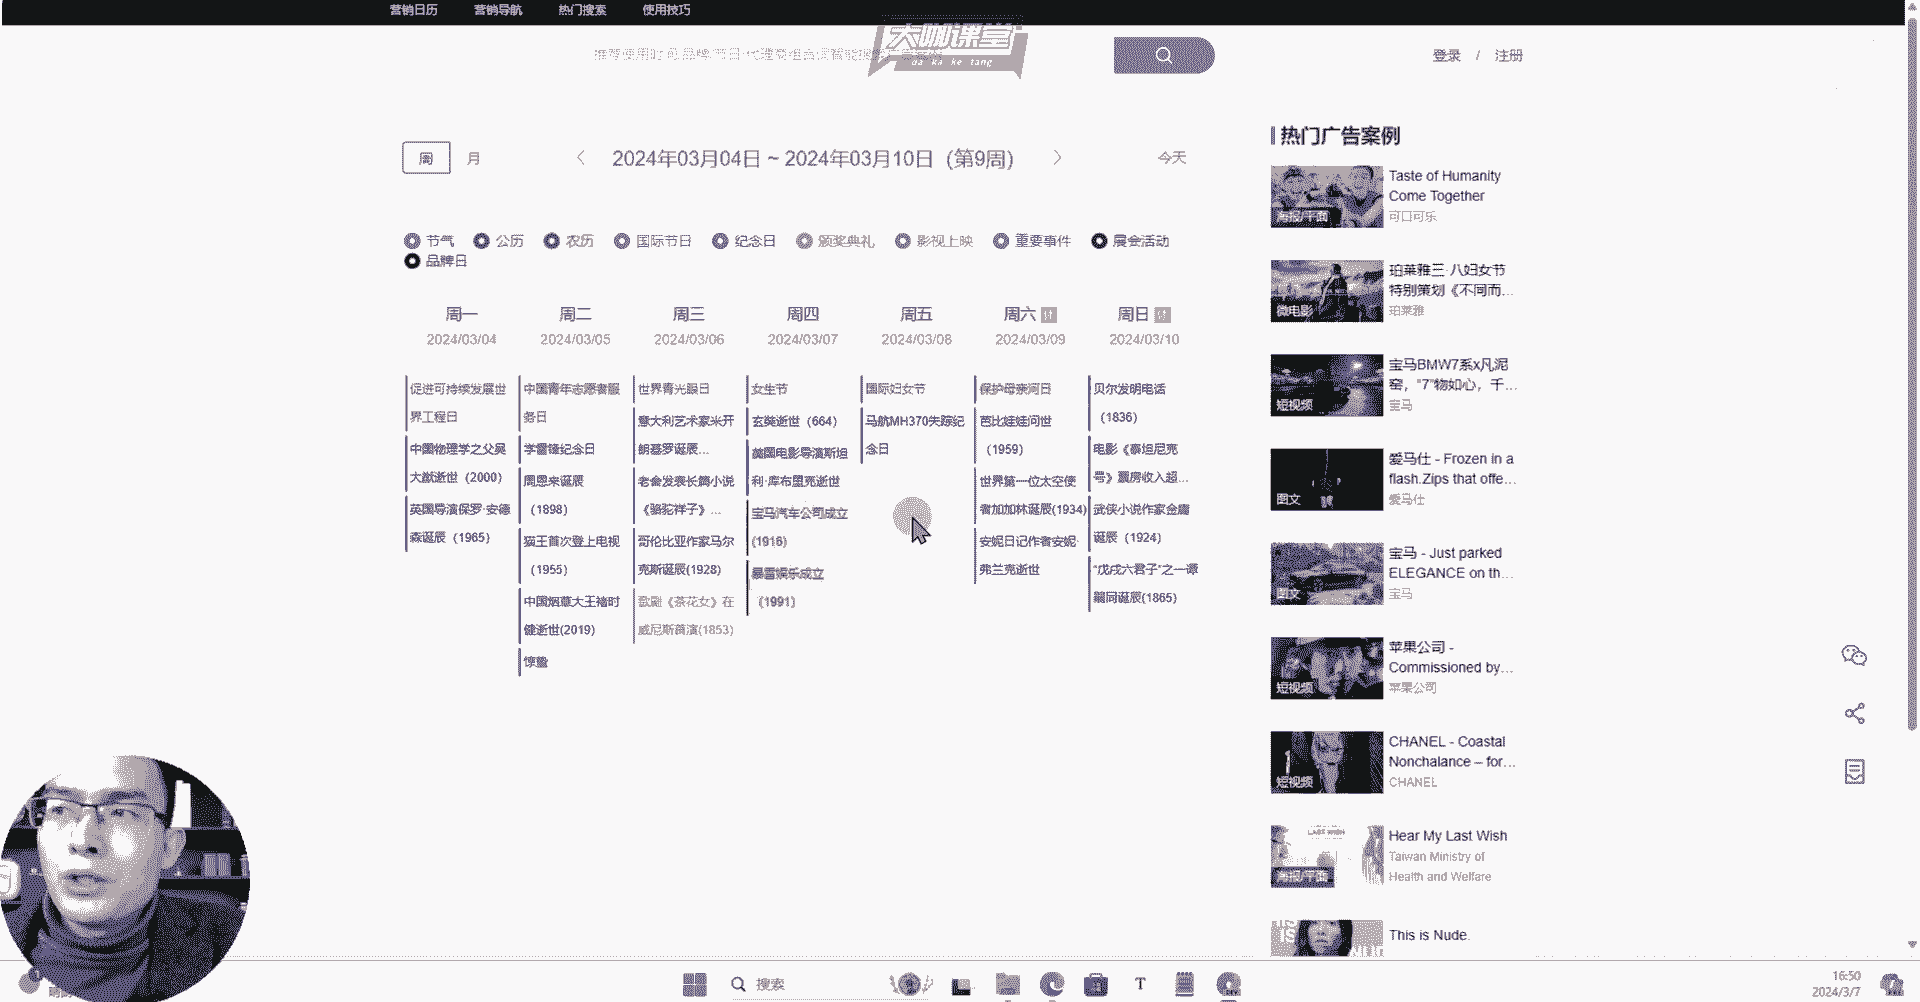 营销日历 营销导航 热门搜索 使用技巧
大咖课堂
da ka ke tang
登录 / 注册
周 月 2024年03月04日 ~ 2024年03月10日（第9周） 今天
节气 公历 农历 国际节日 纪念日 颁奖典礼 影视上映 重要事件 展会活动
品牌日
周一 周二 周三 周四 周五 周六 休 周日 休
2024/03/04 2024/03/05 2024/03/06 2024/03/07 2024/03/08 2024/03/09 2024/03/10
促进可持续发展世
界工程日
中国物理学之父吴
大猷逝世（2000）
英国导演保罗·安德
森诞辰（1965）
中国青年志愿者服
务日
学雷锋纪念日
周恩来诞辰
（1898）
猫王首次登上电视
（1955）
中国烟草大王褚时
健逝世(2019)
惊蛰
世界青光眼日
意大利艺术家米开
朗基罗诞辰...
老舍发表长篇小说
《骆驼祥子》...
哥伦比亚作家马尔
克斯诞辰(1928)
歌剧《茶花女》在
威尼斯首演(1853)
女生节
玄奘逝世（664）
英国电影导演斯坦
利·库布里克逝世
宝马汽车公司成立
(1916)
暴雪娱乐成立
（1991）
国际妇女节
马航MH370失踪纪
念日
保护母亲河日
芭比娃娃问世
（1959）
世界第一位太空使
者加加林诞辰(1934)
安妮日记作者安妮·
弗兰克逝世
贝尔发明电话
（1836）
电影《泰坦尼克
号》票房收入超...
武侠小说作家金庸
诞辰（1924）
“戊戌六君子”之一谭
嗣同诞辰(1865)
热门广告案例
海报/平面
Taste of Humanity
Come Together
可口可乐
微电影
珀莱雅三·八妇女节
特别策划《不同而...
珀莱雅
短视频
宝马BMW7系x凡泥
窑，“7”物如心，千...
宝马
图文
爱马仕 - Frozen in a
flash.Zips that offe...
爱马仕
图文
宝马 - Just parked
ELEGANCE on th...
宝马
短视频
苹果公司 -
Commissioned by...
苹果公司
短视频
CHANEL - Coastal
Nonchalance – for...
CHANEL
LAST WISH
海报/平面
Hear My Last Wish
Taiwan Ministry of
Health and Welfare
This is Nude.
搜索
16:50
2024/3/7